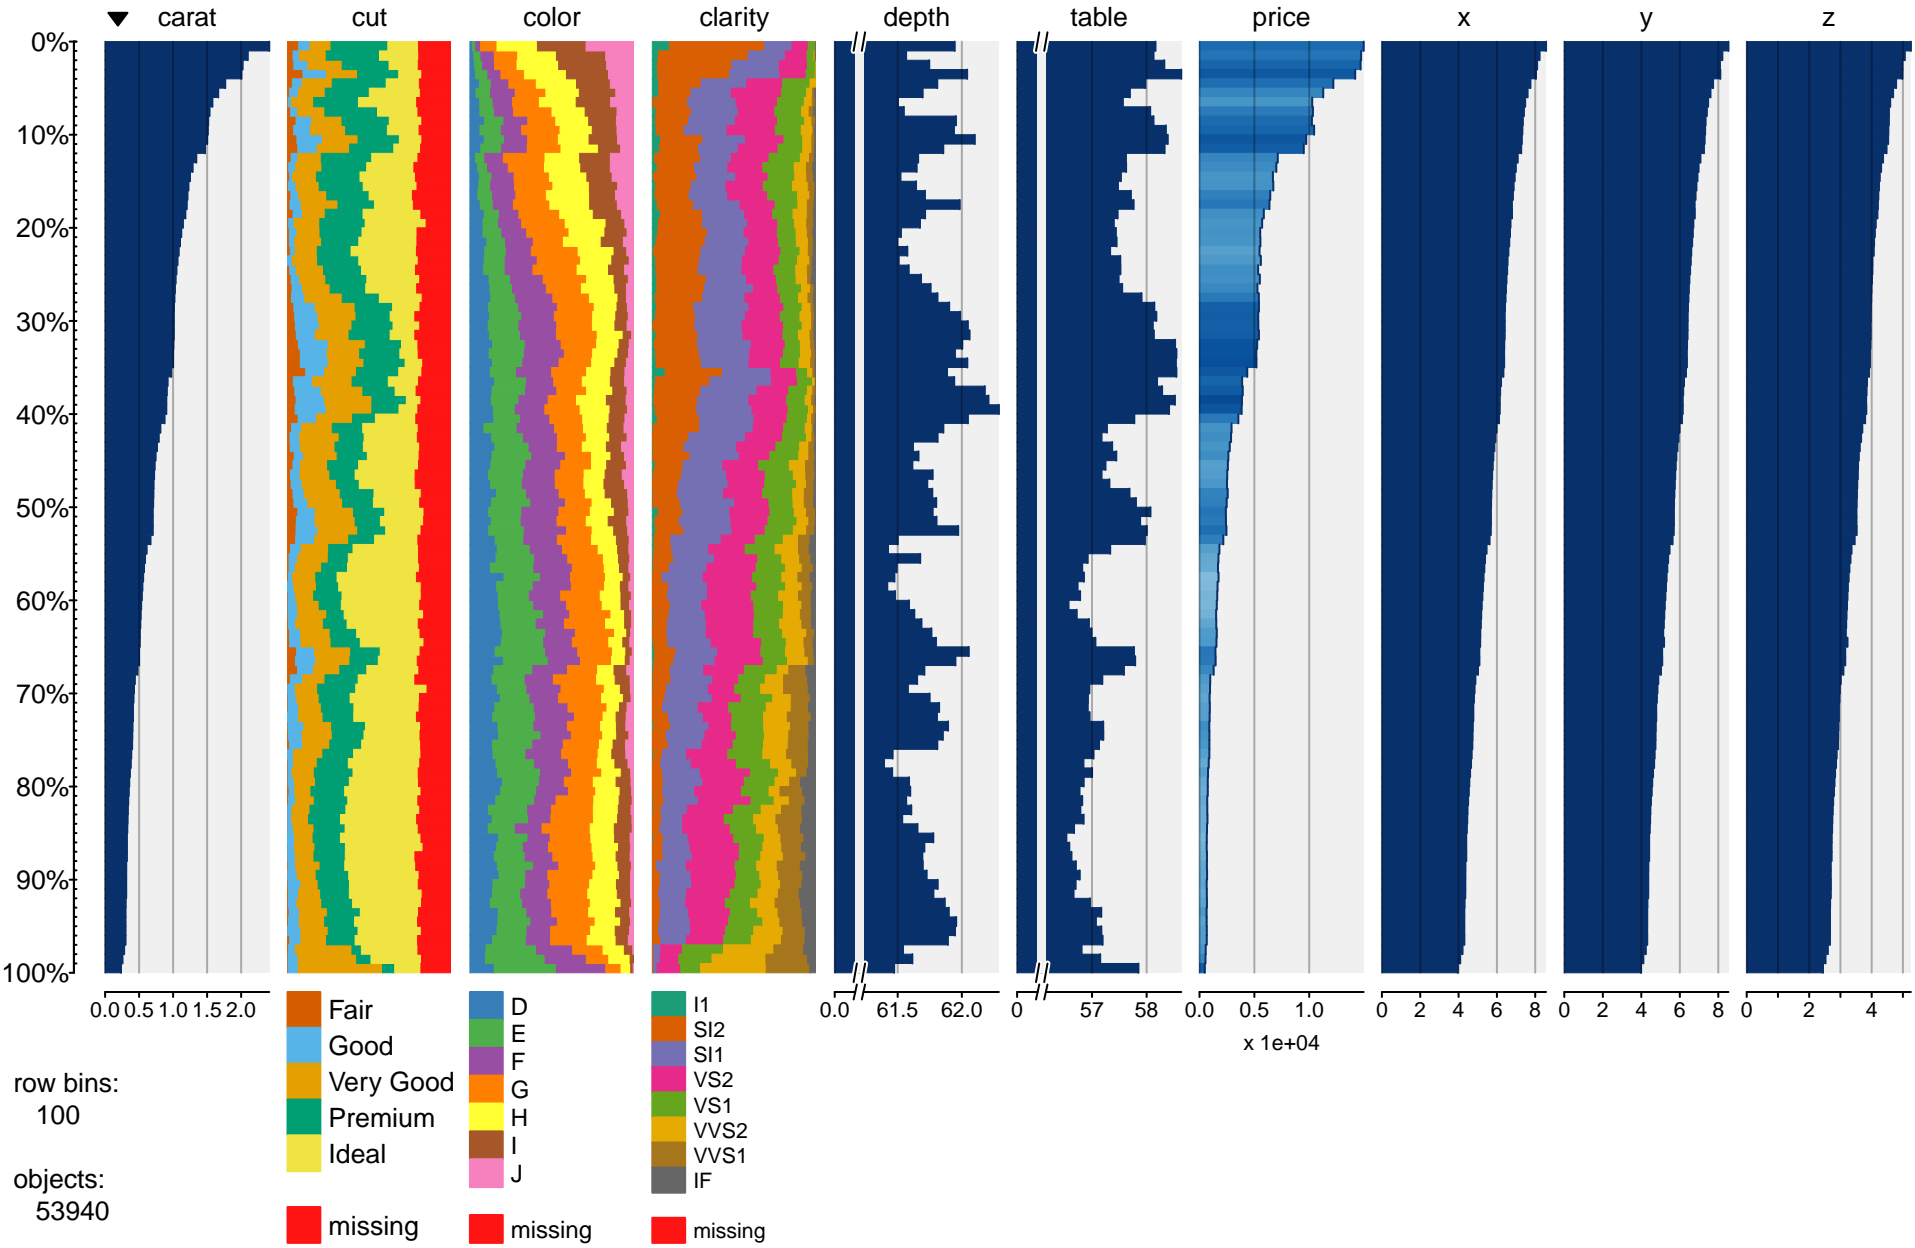 carat cut color clarity depth table price x y z
0%
10%
20%
30%
40%
50%
60%
70%
80%
90%
100%
0.0 0.5 1.0 1.5 2.0
0.0 61.5 62.0
0 57 58
0.0 0.5 1.0
x 1e+04
0 2 4 6 8
0 2 4 6 8
0 2 4
row bins:
100
objects:
53940
Fair
Good
Very Good
Premium
Ideal
missing
D
E
F
G
H
I
J
missing
I1
SI2
SI1
VS2
VS1
VVS2
VVS1
IF
missing